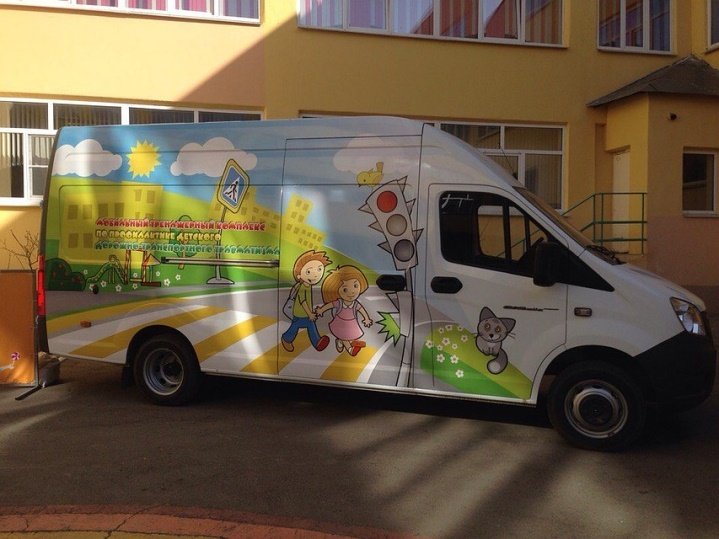 МОБИЛЬНЫЙ ТРЕНАЖЕРНЫЙ КОМПЛЕКС
ПО ПРОФИЛАКТИКЕ ДЕТСКОГО
ДОРОЖНО-ТРАНСПОРТНОГО ТРАВМАТИЗМА